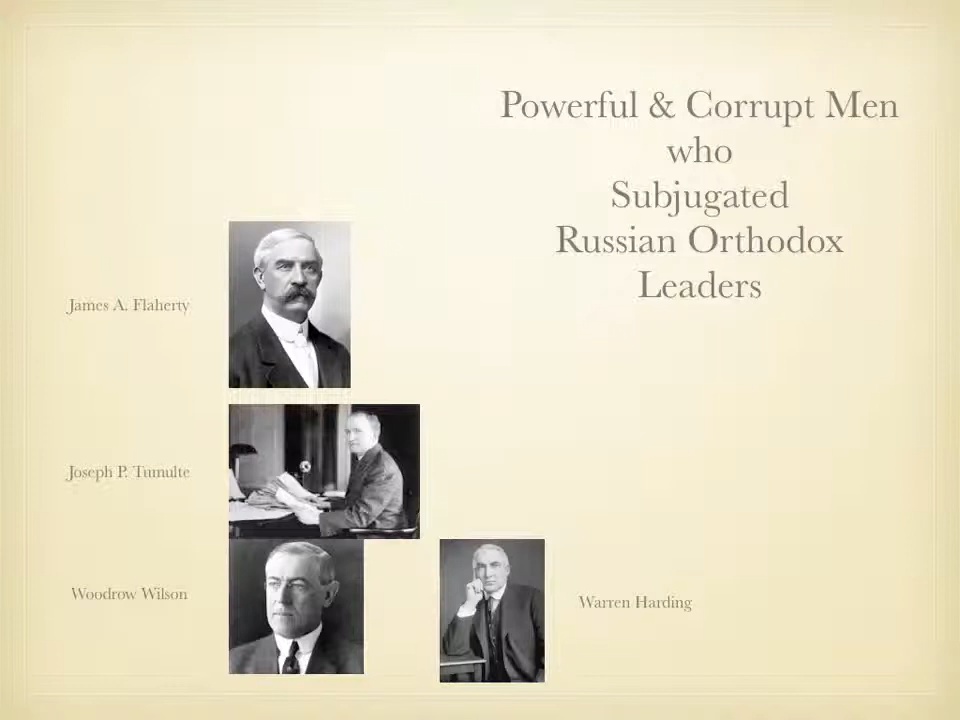 Powerful & Corrupt Men
who
Subjugated
Russian Orthodox
Leaders
James A. Flaherty
Joseph P. Tumulte
Woodrow Wilson
Warren Harding